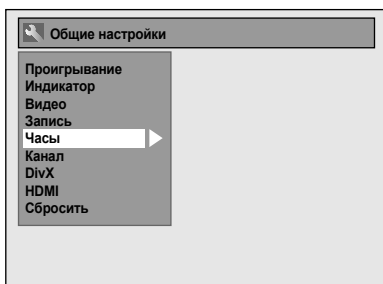 Общие настройки
Проигрывание
Индикатор
Видео
Запись
Часы
Канал
DivX
HDMI
Сбросить